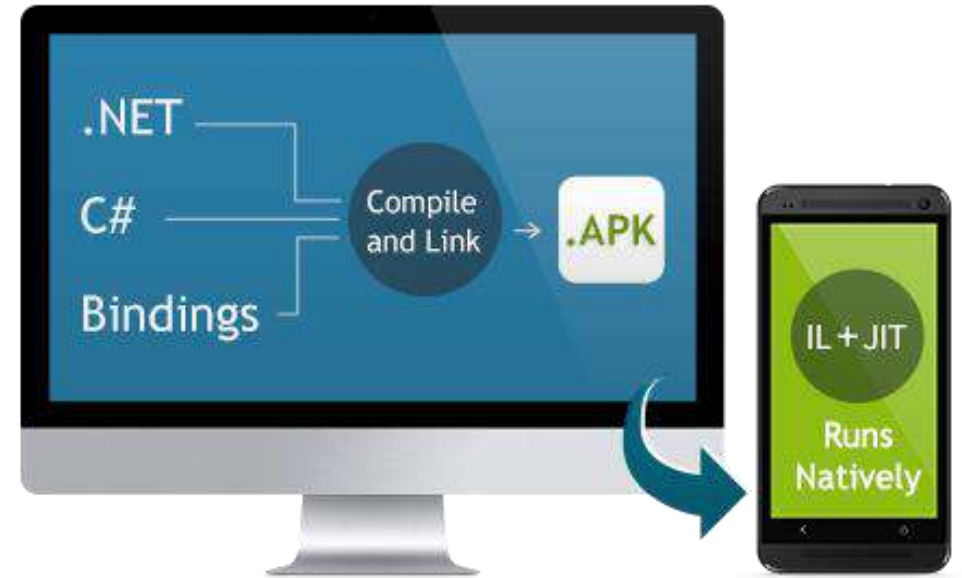 .NET
C#
Bindings
Compile
and Link
.APK
IL + JIT
Runs
Natively